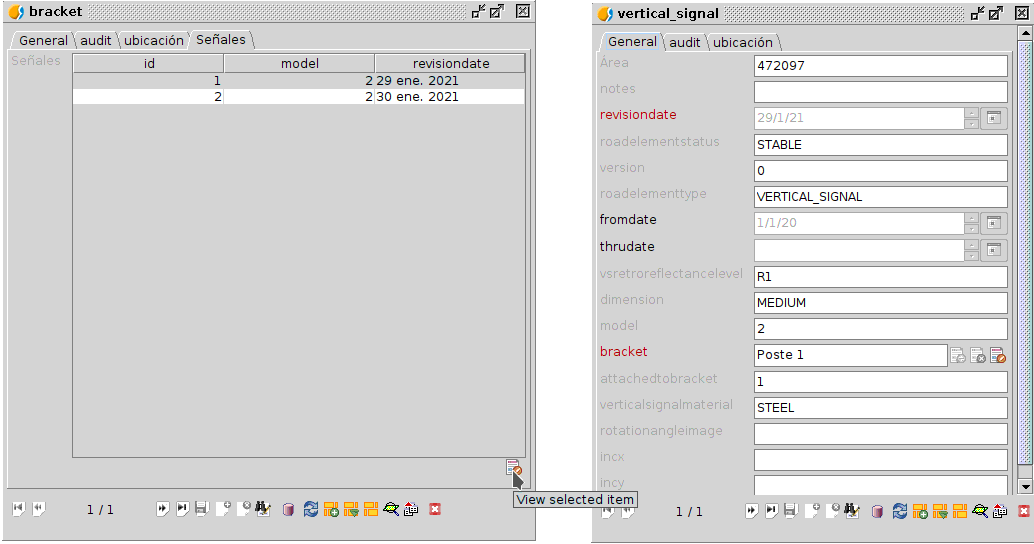 bracket
General audit ubicación Señales
Señales
id model revisiondate
1 2 29 ene. 2021
2 2 30 ene. 2021
View selected item
1 / 1
vertical_signal
General audit ubicación
Área 472097
notes
revisiondate 29/1/21
roadelementstatus STABLE
version 0
roadelementtype VERTICAL_SIGNAL
fromdate 1/1/20
thrudate
vsretroreflectancelevel R1
dimension MEDIUM
model 2
bracket Poste 1
attachedtobracket 1
verticalsignalmaterial STEEL
rotationangleimage
incx
incy
1 / 1